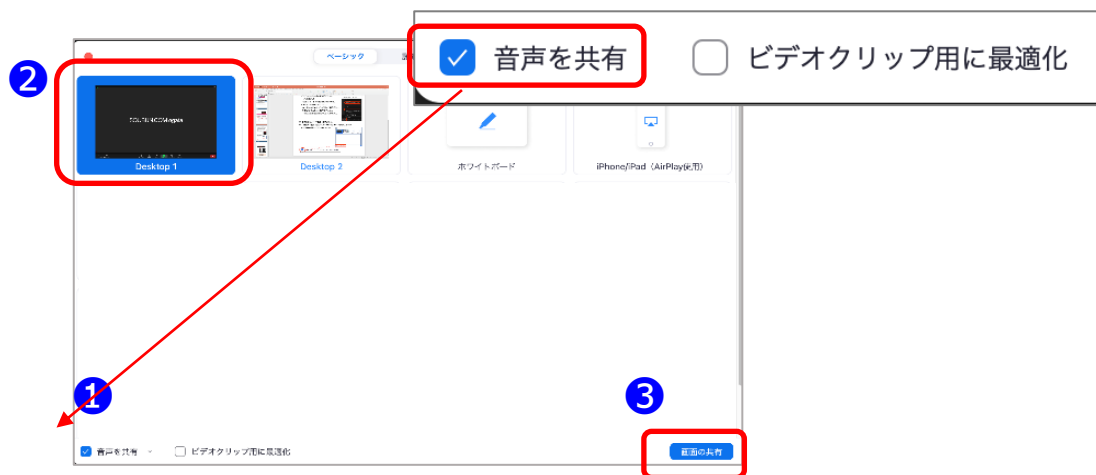 音声を共有
ビデオクリップ用に最適化
❷
ベーシック
Desktop 1
Desktop 2
ホワイトボード
iPhone/iPad（AirPlay使用）
❶
❸
音声を共有
ビデオクリップ用に最適化
画面の共有